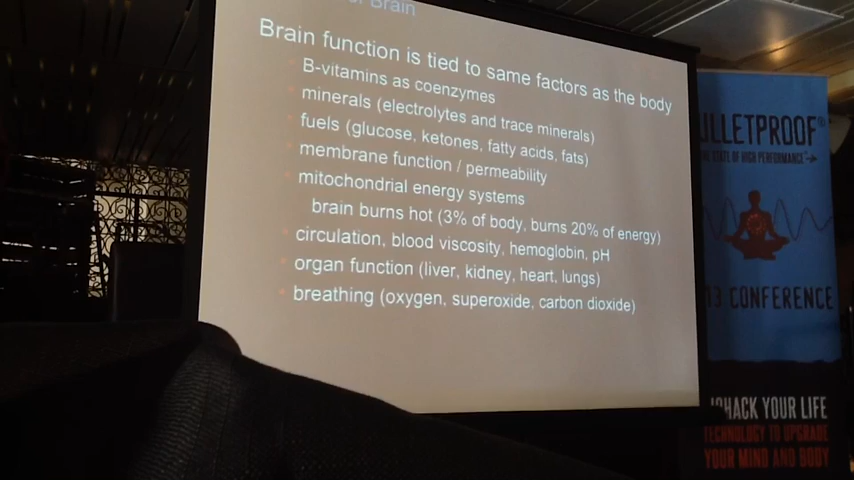 Brain
Brain function is tied to same factors as the body
B-vitamins as coenzymes
minerals (electrolytes and trace minerals)
fuels (glucose, ketones, fatty acids, fats)
membrane function / permeability
mitochondrial energy systems
brain burns hot (3% of body, burns 20% of energy)
circulation, blood viscosity, hemoglobin, pH
organ function (liver, kidney, heart, lungs)
breathing (oxygen, superoxide, carbon dioxide)
ULLETPROOF®
STATE OF HIGH PERFORMANCE
13 CONFERENCE
OHACK YOUR LIFE
TECHNOLOGY TO UPGRADE
YOUR MIND AND BODY